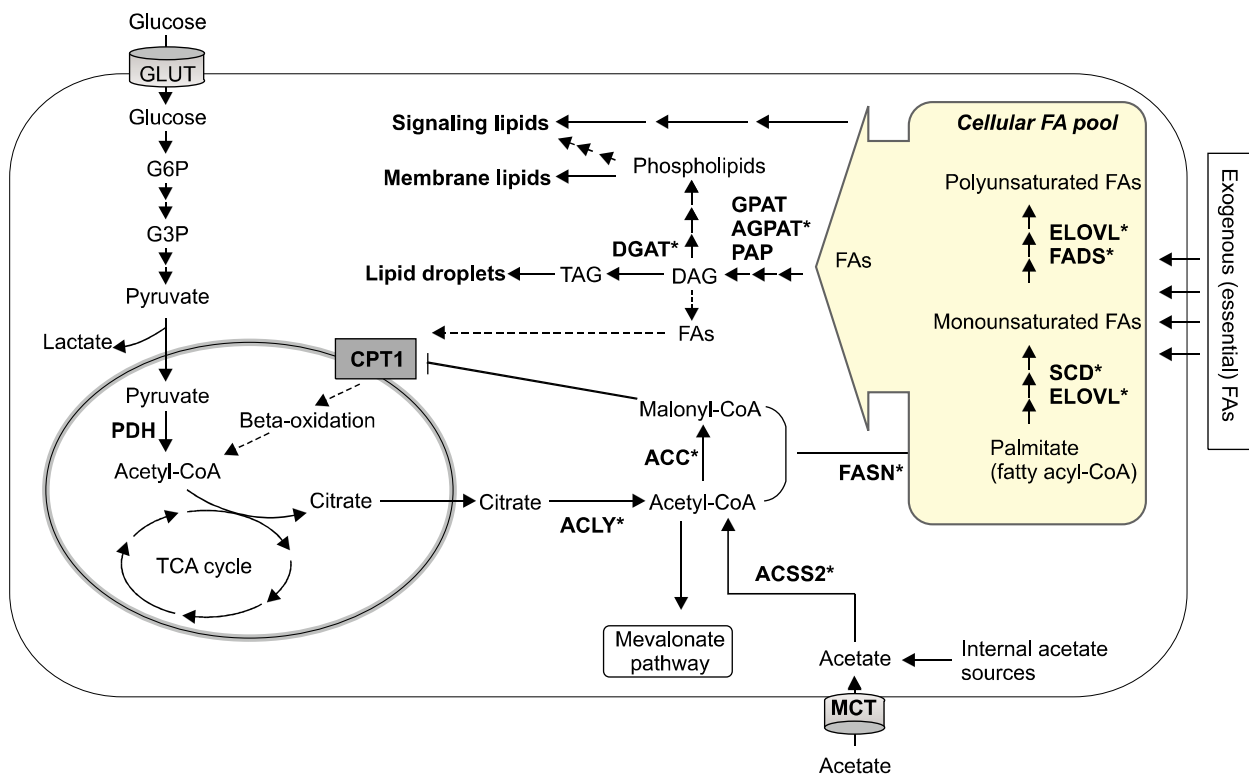 Glucose
GLUT
Glucose
G6P
G3P
Pyruvate
Lactate
Pyruvate
PDH
Acetyl-CoA
TCA cycle
Citrate
Beta-oxidation
CPT1
Signaling lipids
Membrane lipids
Phospholipids
GPAT
AGPAT*
PAP
DGAT*
Lipid droplets
TAG
DAG
FAs
FAs
Malonyl-CoA
ACC*
Acetyl-CoA
Citrate
ACLY*
FASN*
ACSS2*
Mevalonate
pathway
Acetate
Internal acetate
sources
MCT
Acetate
Cellular FA pool
Polyunsaturated FAs
ELOVL*
FADS*
Monounsaturated FAs
SCD*
ELOVL*
Palmitate
(fatty acyl-CoA)
Exogenous (essential) FAs